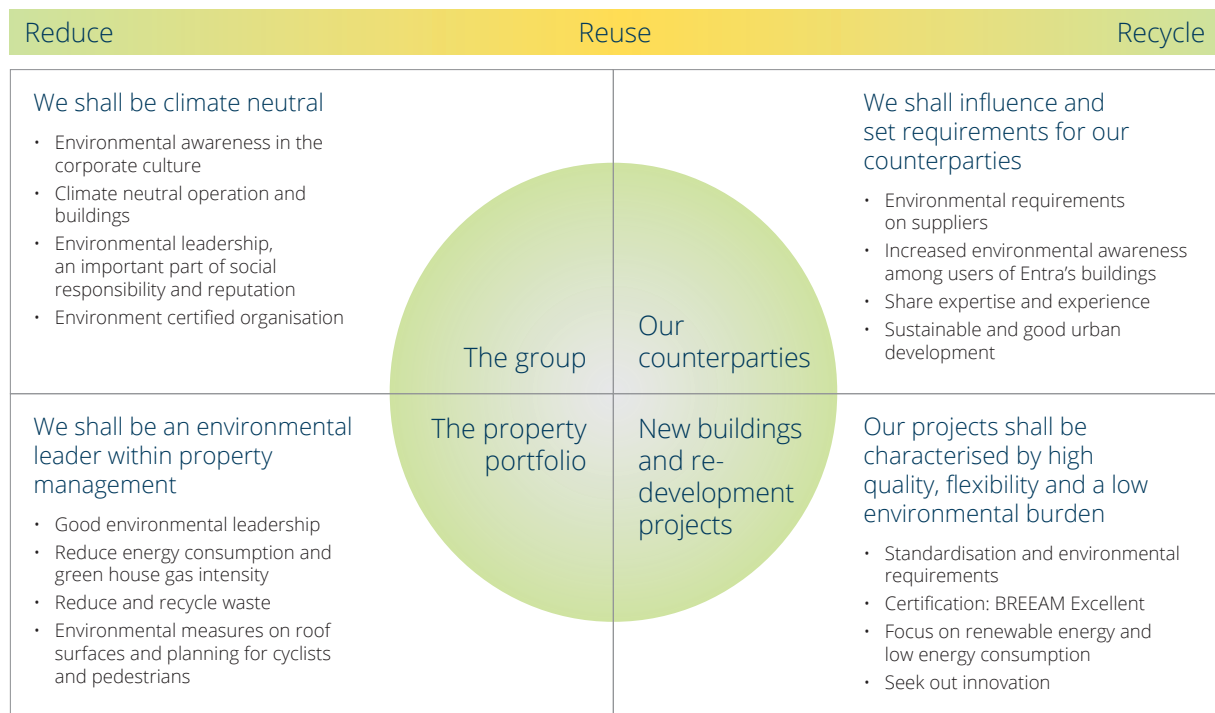 Reduce
Reuse
Recycle
We shall be climate neutral
• Environmental awareness in the
corporate culture
• Climate neutral operation and
buildings
• Environmental leadership,
an important part of social
responsibility and reputation
• Environment certified organisation
The group
Our
counterparties
We shall influence and
set requirements for our
counterparties
• Environmental requirements
on suppliers
• Increased environmental awareness
among users of Entra's buildings
• Share expertise and experience
• Sustainable and good urban
development
We shall be an environmental
leader within property
management
• Good environmental leadership
• Reduce energy consumption and
green house gas intensity
• Reduce and recycle waste
• Environmental measures on roof
surfaces and planning for cyclists
and pedestrians
The property
portfolio
New buildings
and re-
development
projects
Our projects shall be
characterised by high
quality, flexibility and a low
environmental burden
• Standardisation and environmental
requirements
• Certification: BREEAM Excellent
• Focus on renewable energy and
low energy consumption
• Seek out innovation